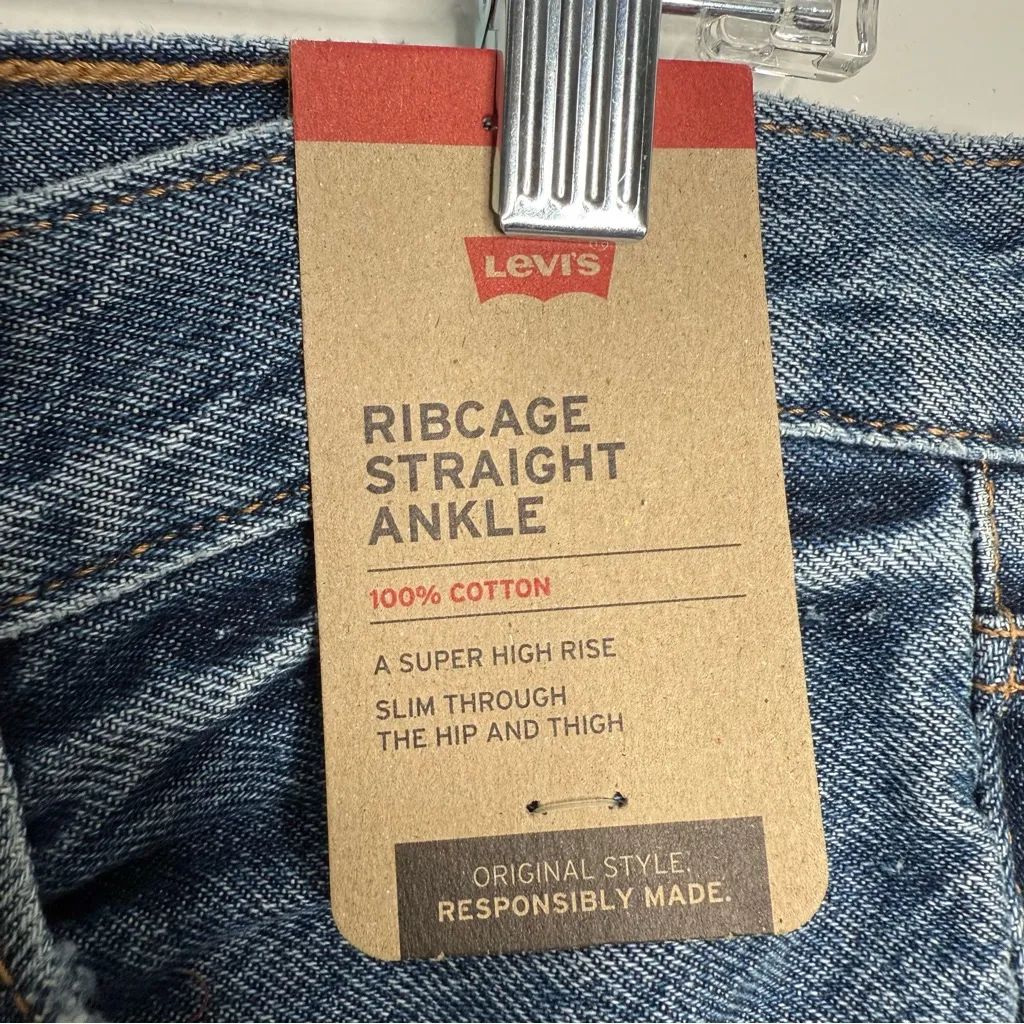 LEVI'S
RIBCAGE
STRAIGHT
ANKLE
100% COTTON
A SUPER HIGH RISE
SLIM THROUGH
THE HIP AND THIGH
ORIGINAL STYLE.
RESPONSIBLY MADE.